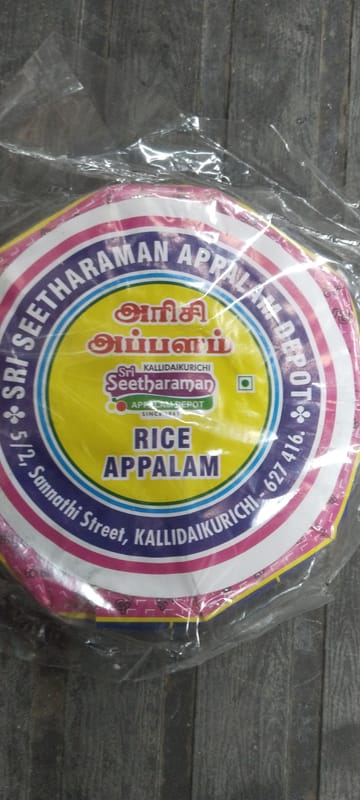 SRI SEETHARAMAN APPALAM DEPOT
அரிசி
அப்பளம்
KALLIDAIKURICHI
Sri
Seetharaman
APPALAM DEPOT
RICE
APPALAM
5/2, Sannathi Street, KALLIDAIKURICHI - 627 416.